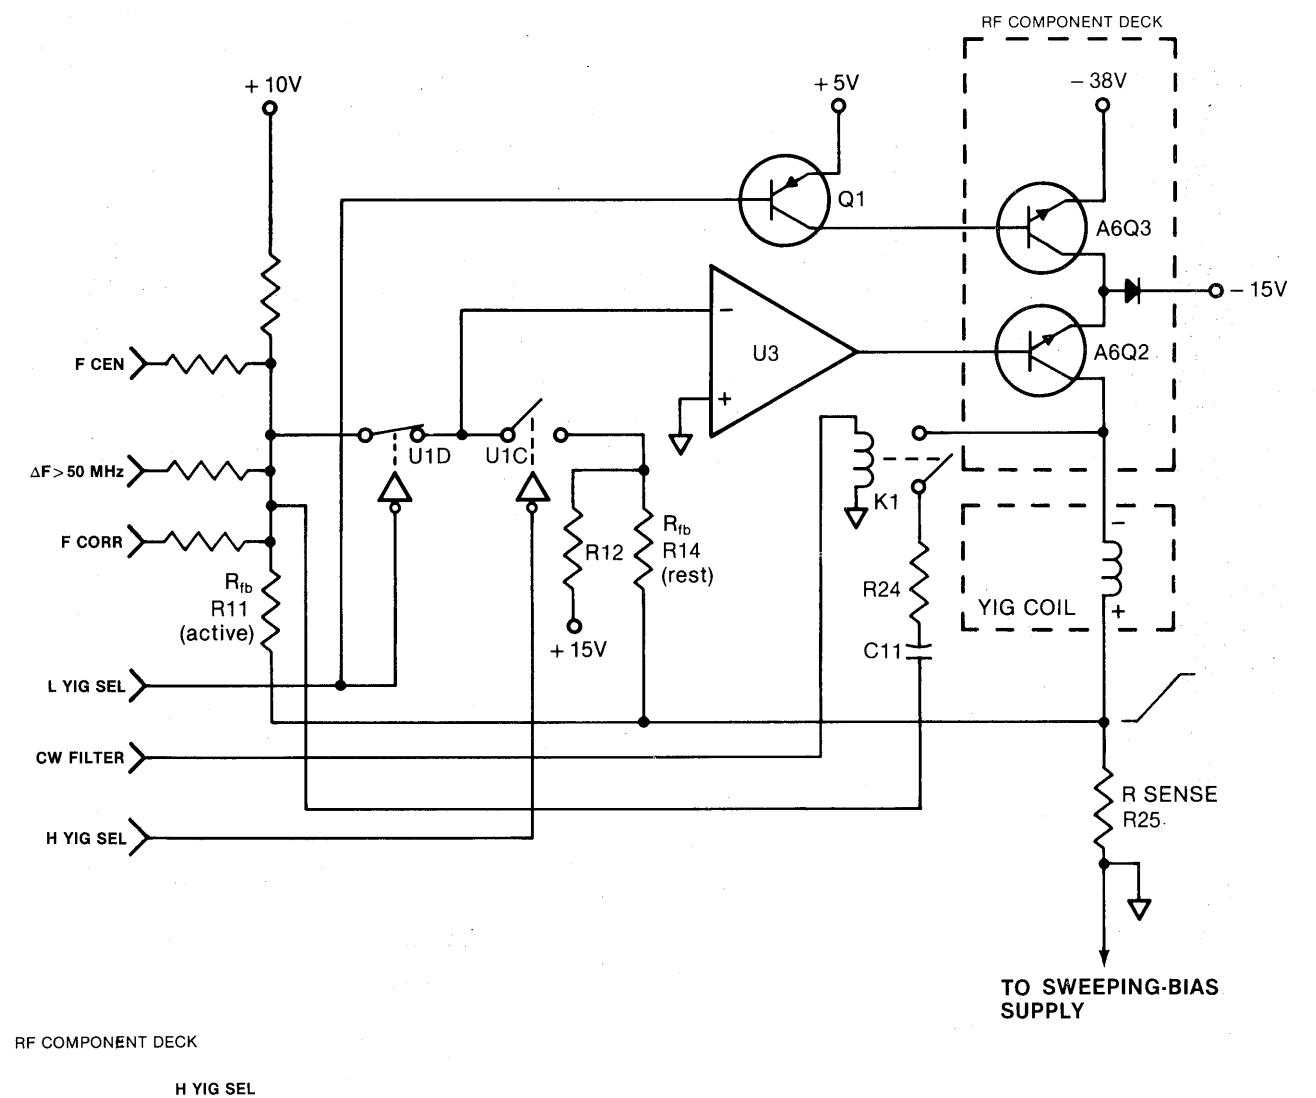 RF COMPONENT DECK
+10V
+5V
-38V
Q1
A6Q3
-15V
-
U3
A6Q2
F CEN
+
U1D
U1C
K1
ΔF>50 MHz
F CORR
R12
Rfb
R14
(rest)
Rfb
R11
(active)
R24
-
YIG COIL
+
+15V
C11
L YIG SEL
CW FILTER
R SENSE
R25
H YIG SEL
TO SWEEPING-BIAS
SUPPLY
RF COMPONENT DECK
H YIG SEL